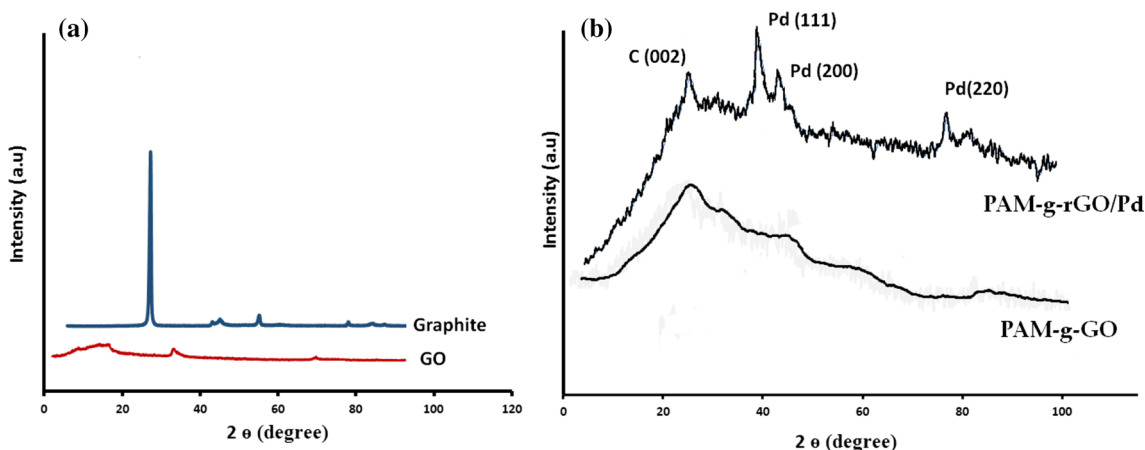 (a)
Intensity (a.u)
Graphite
GO
0 20 40 60 80 100 120
2 ɵ (degree)
(b)
Pd (111)
C (002)
Pd (200)
Pd(220)
Intensity (a.u)
PAM-g-rGO/Pd
PAM-g-GO
0 20 40 60 80 100
2 ɵ (degree)